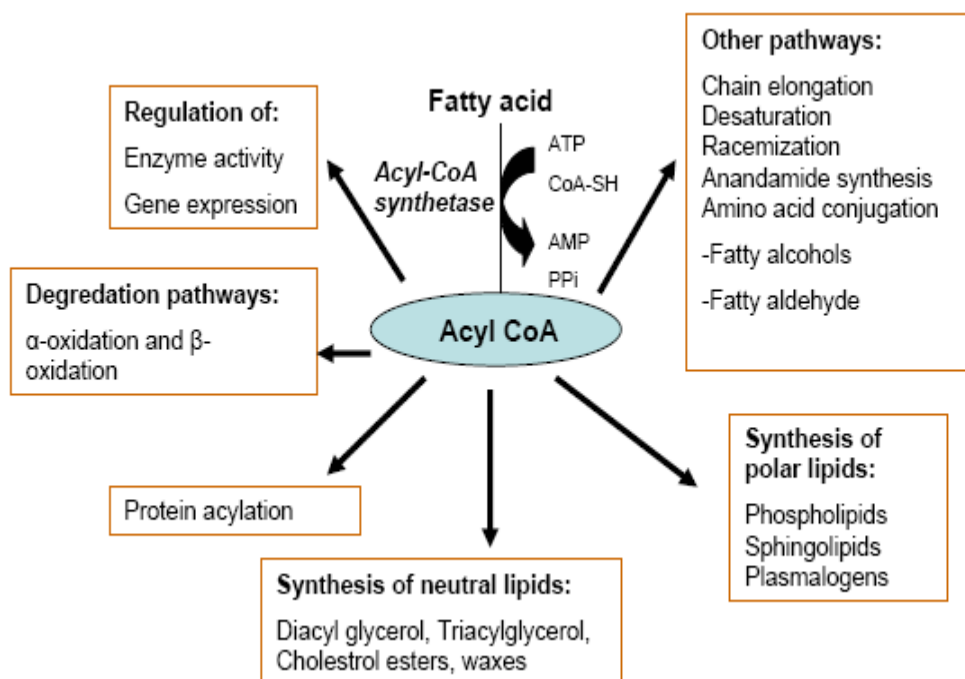 Fatty acid
Acyl-CoA
synthetase
ATP
CoA-SH
AMP
PPi
Acyl CoA
Regulation of:
Enzyme activity
Gene expression
Degredation pathways:
α-oxidation and β-
oxidation
Protein acylation
Synthesis of neutral lipids:
Diacyl glycerol, Triacylglycerol,
Cholestrol esters, waxes
Synthesis of
polar lipids:
Phospholipids
Sphingolipids
Plasmalogens
Other pathways:
Chain elongation
Desaturation
Racemization
Anandamide synthesis
Amino acid conjugation
-Fatty alcohols
-Fatty aldehyde